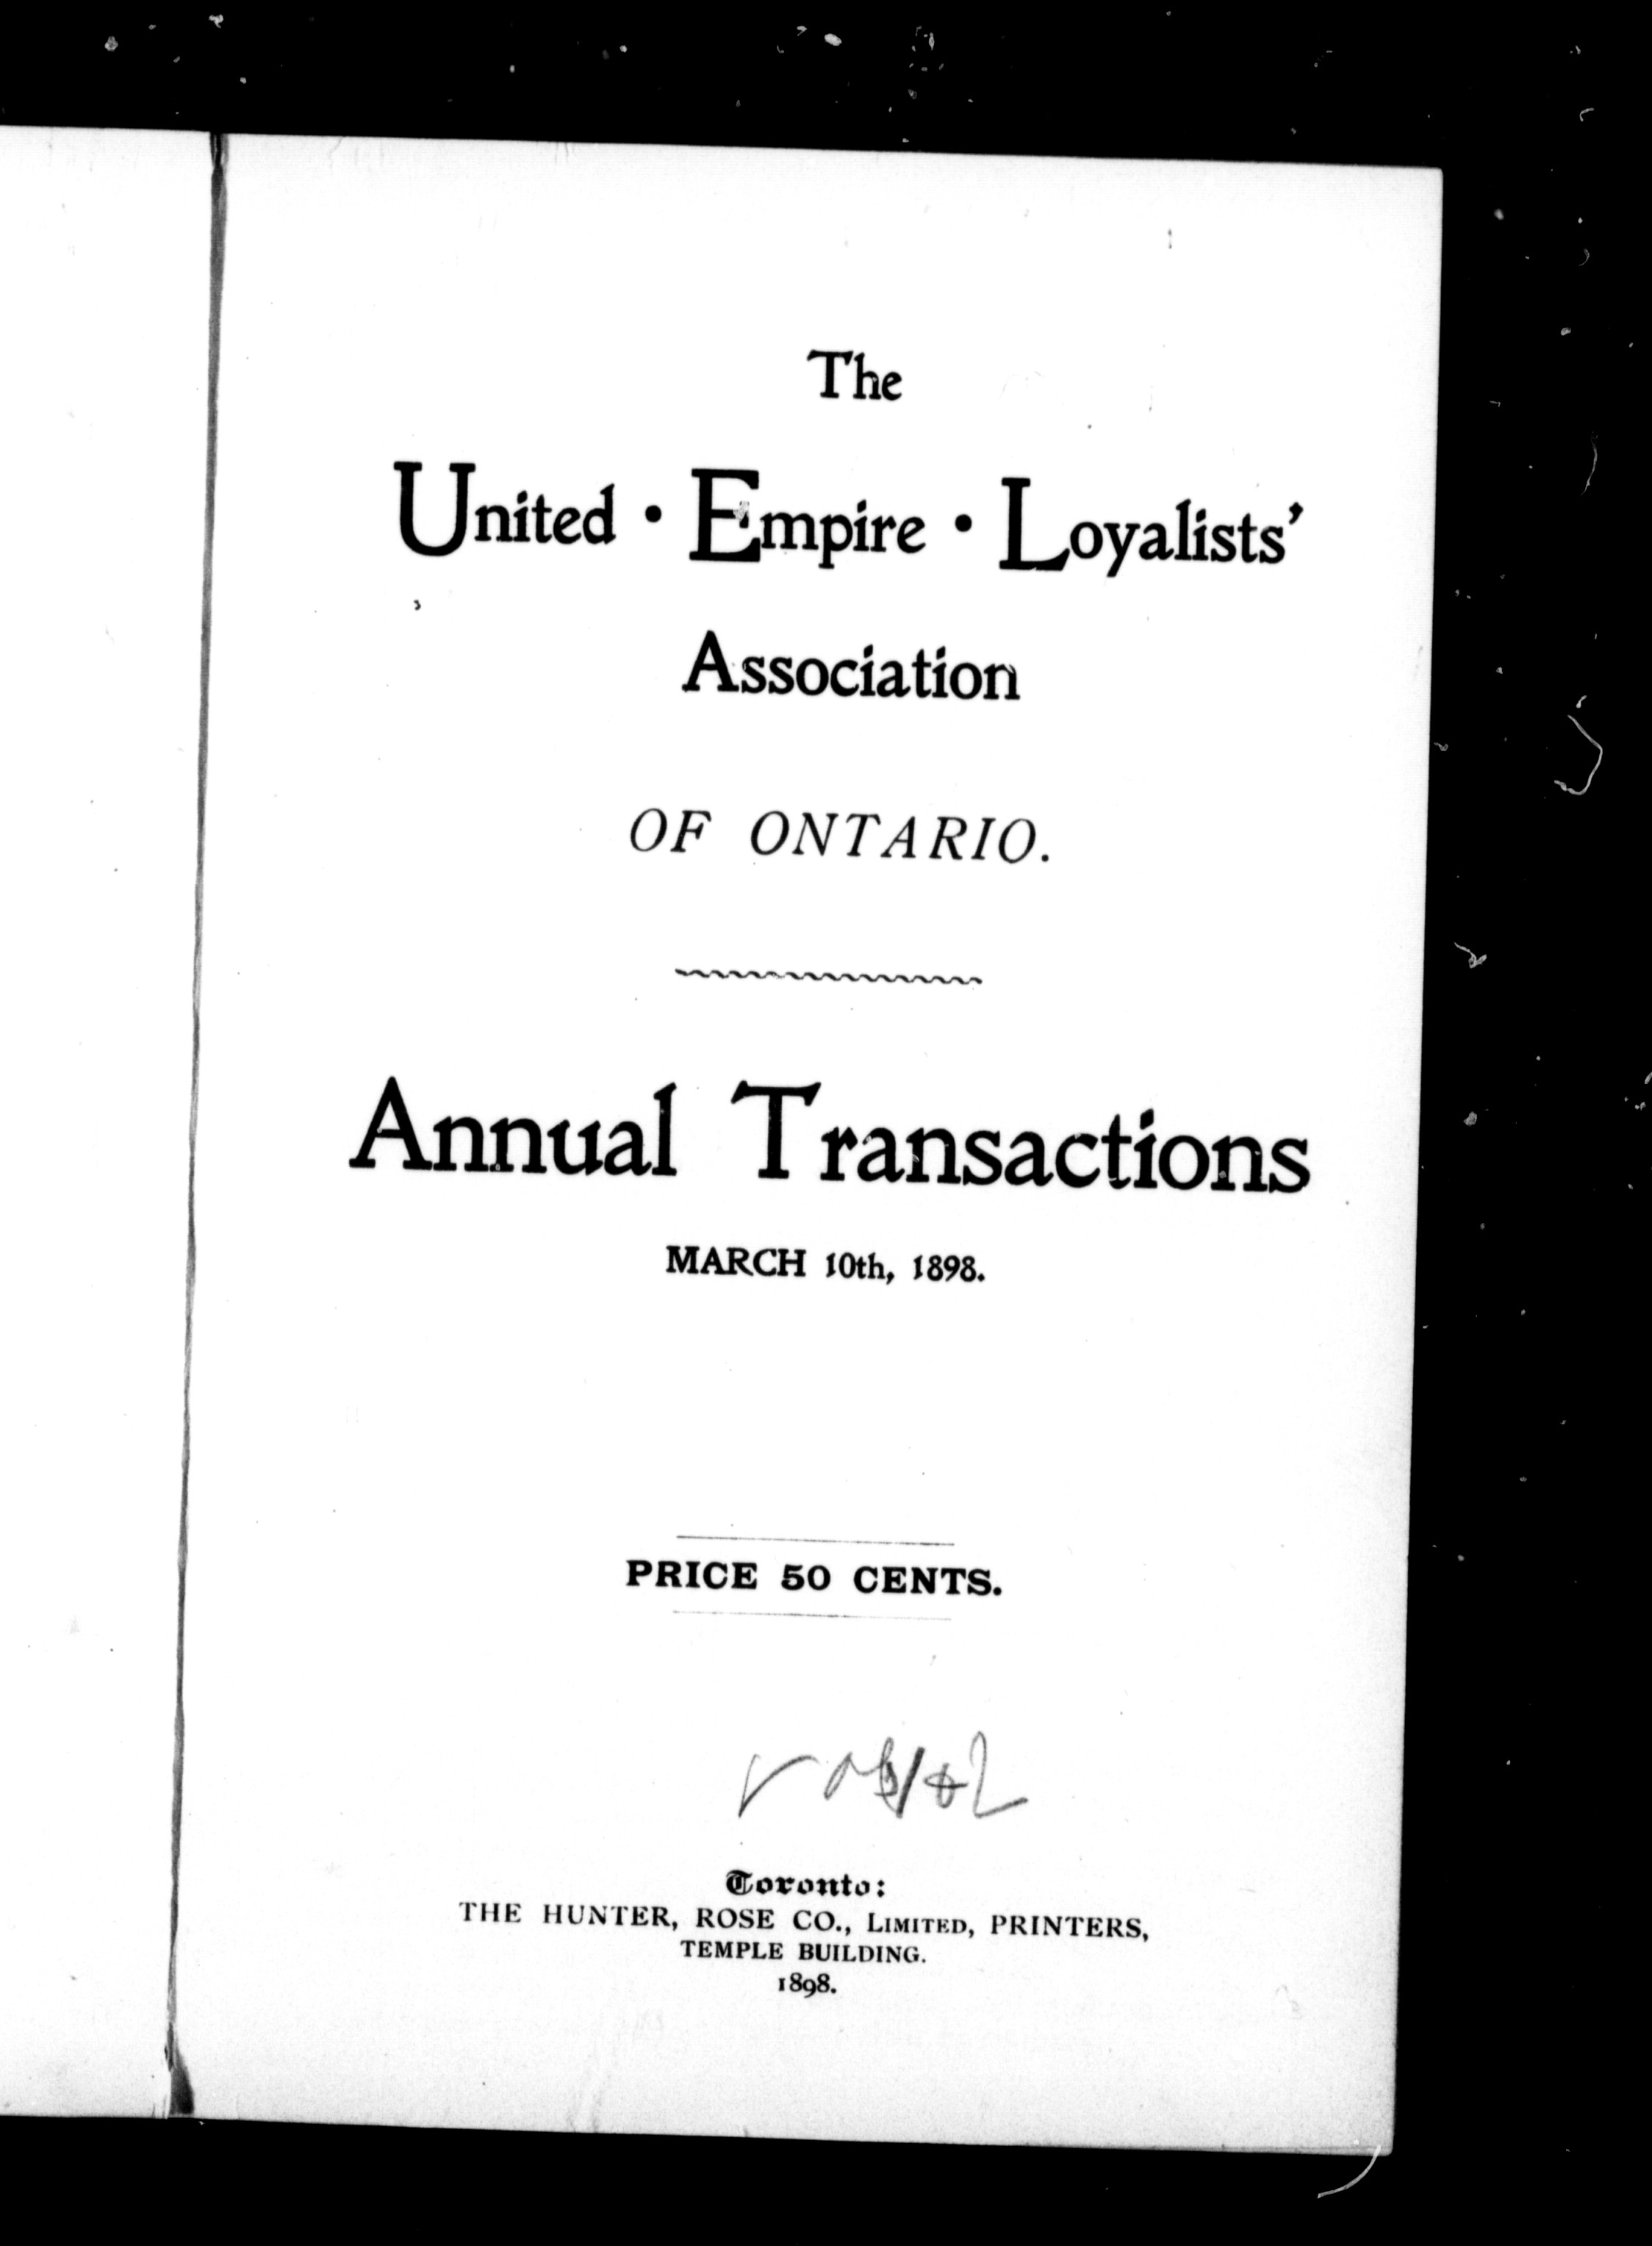 The
United • Empire • Loyalists'
Association
OF ONTARIO.
Annual Transactions
MARCH 10th, 1898.
PRICE 50 CENTS.
Toronto:
THE HUNTER, ROSE CO., LIMITED, PRINTERS,
TEMPLE BUILDING.
1898.